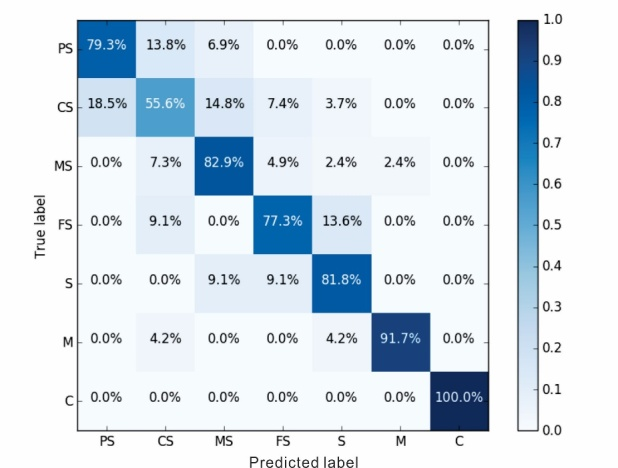 PS 79.3% 13.8% 6.9% 0.0% 0.0% 0.0% 0.0%
CS 18.5% 55.6% 14.8% 7.4% 3.7% 0.0% 0.0%
MS 0.0% 7.3% 82.9% 4.9% 2.4% 2.4% 0.0%
FS 0.0% 9.1% 0.0% 77.3% 13.6% 0.0% 0.0%
S 0.0% 0.0% 9.1% 9.1% 81.8% 0.0% 0.0%
M 0.0% 4.2% 0.0% 0.0% 4.2% 91.7% 0.0%
C 0.0% 0.0% 0.0% 0.0% 0.0% 0.0% 100.0%
PS CS MS FS S M C
True label
Predicted label
1.0
0.9
0.8
0.7
0.6
0.5
0.4
0.3
0.2
0.1
0.0